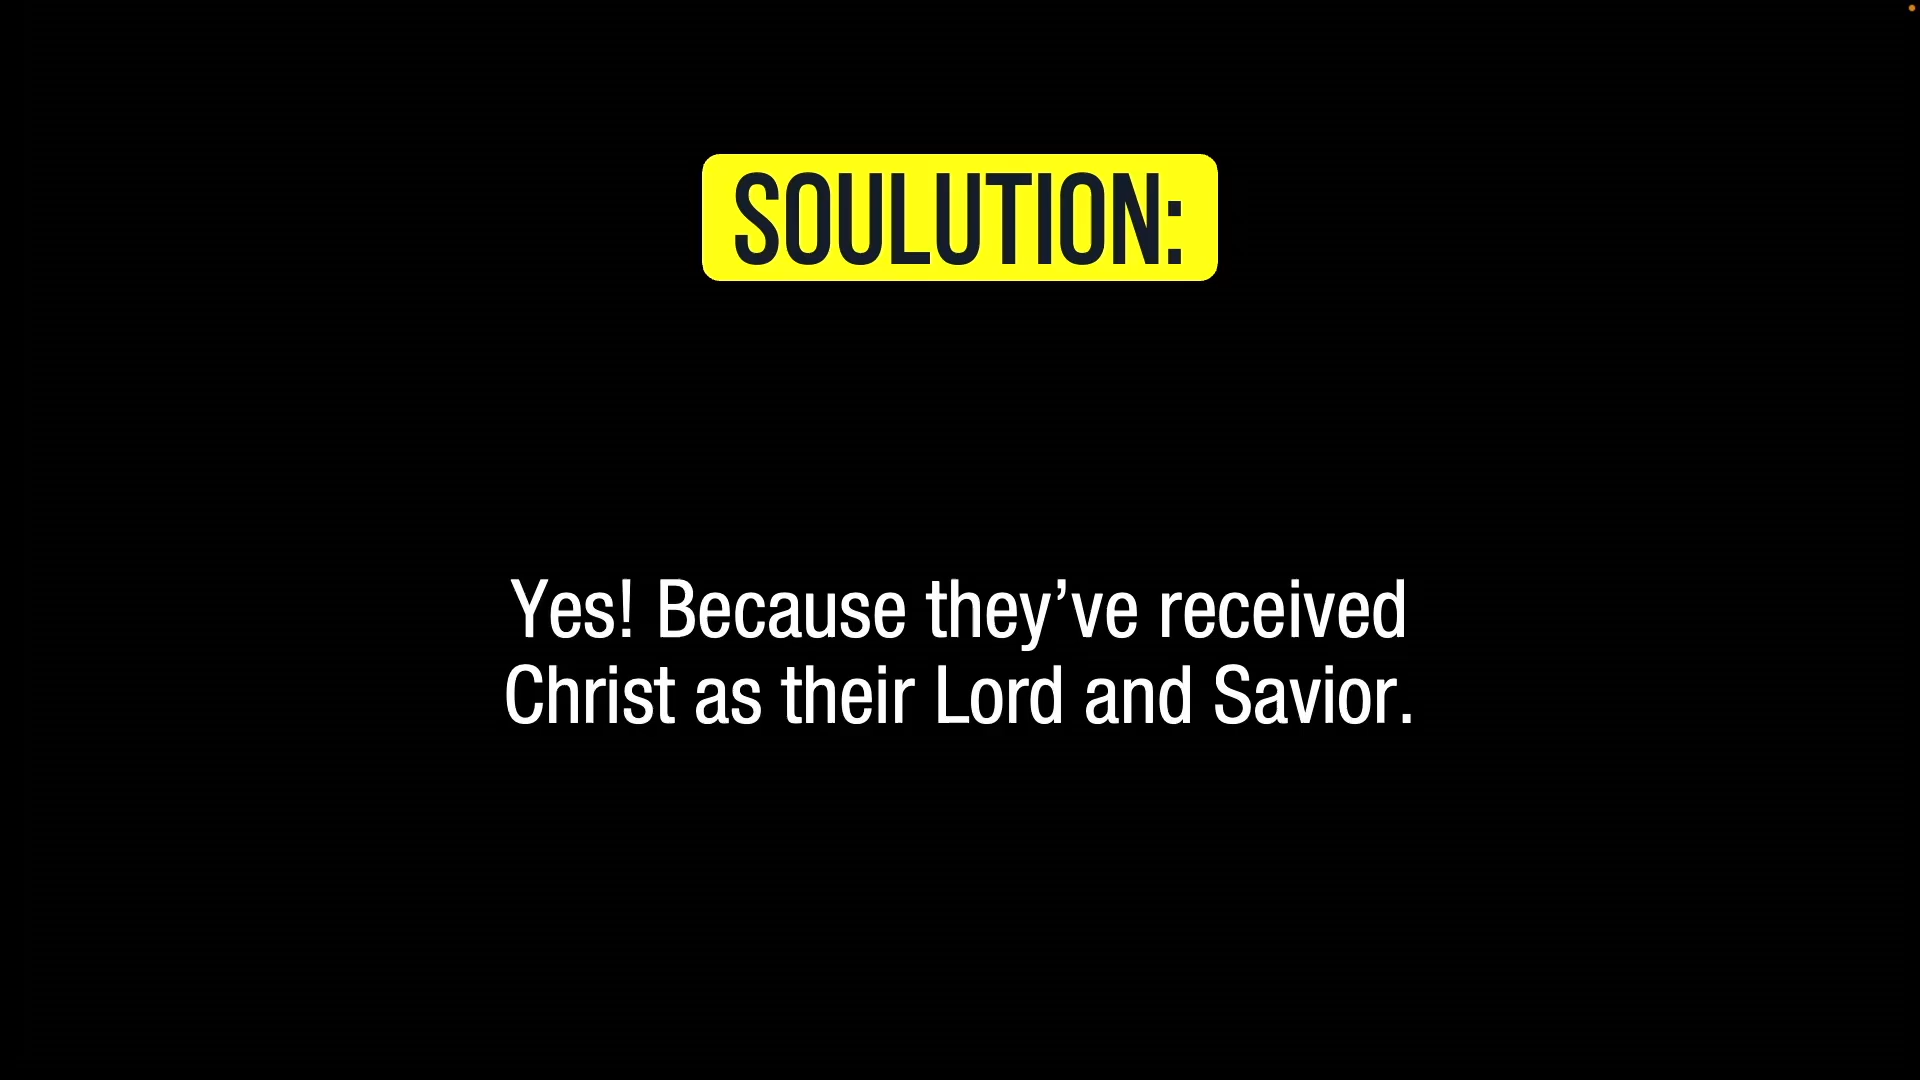 SOULUTION:
Yes! Because they’ve received
Christ as their Lord and Savior.